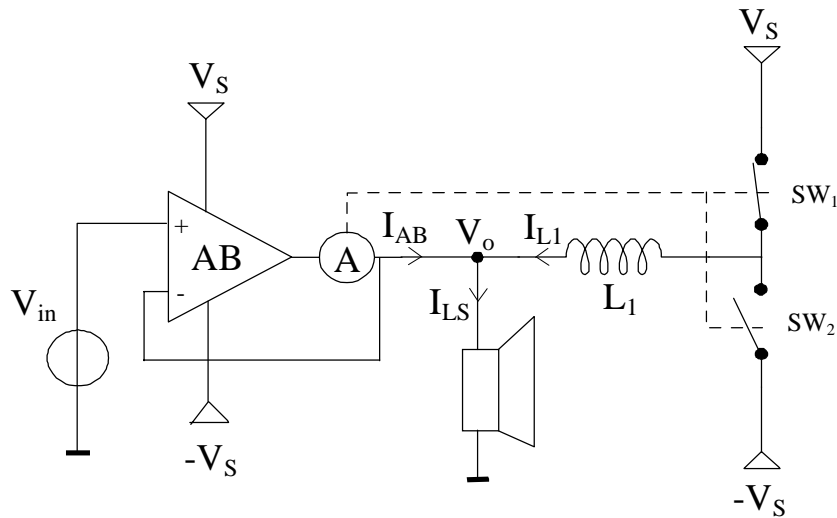 V_S
V_S
SW_1
+
AB
-
A
I_AB
V_o
I_L1
L_1
V_in
I_LS
SW_2
-V_S
-V_S